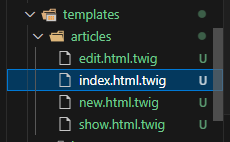 templates
articles
edit.html.twig U
index.html.twig U
new.html.twig U
show.html.twig U